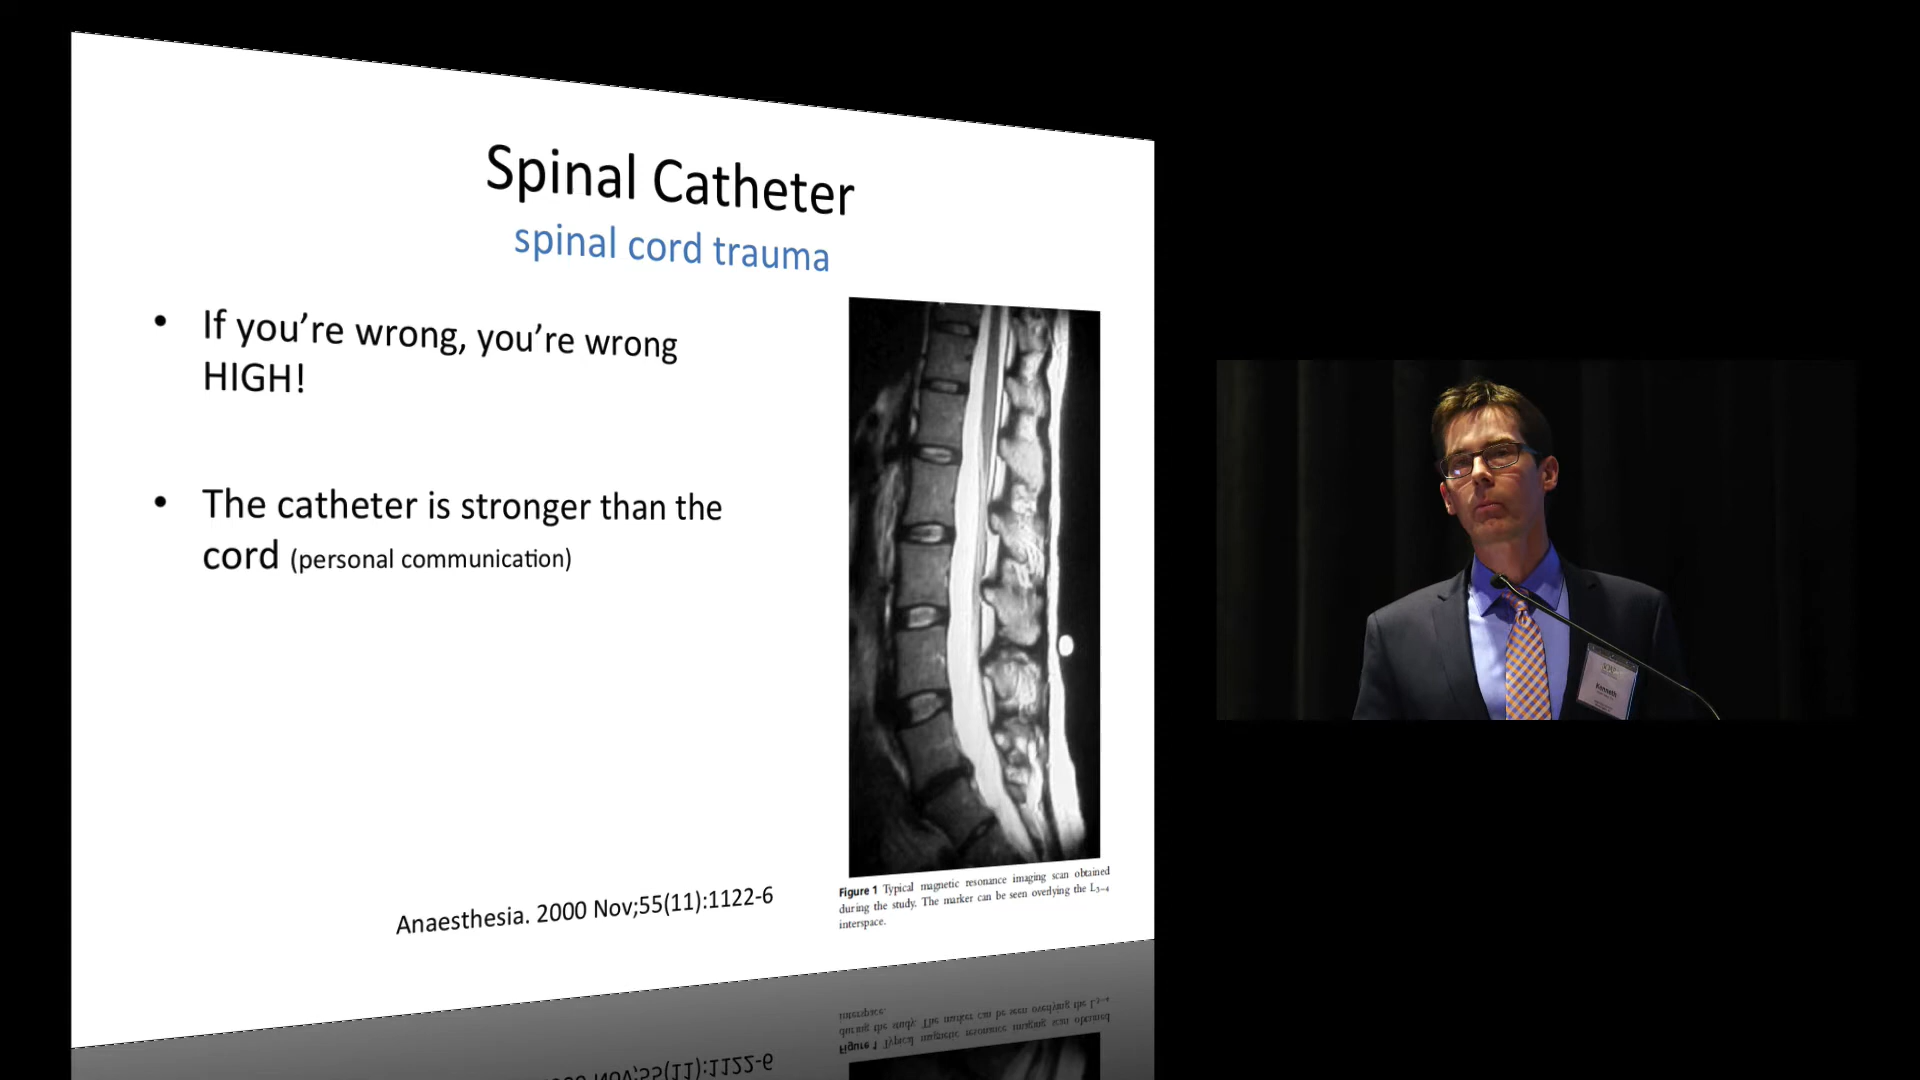 Spinal Catheter
spinal cord trauma
• If you’re wrong, you’re wrong
HIGH!
• The catheter is stronger than the
cord (personal communication)
Anaesthesia. 2000 Nov;55(11):1122-6
Figure 1 Typical magnetic resonance imaging scan obtained
during the study. The marker can be seen overlying the L3–4
interspace.
Kenneth